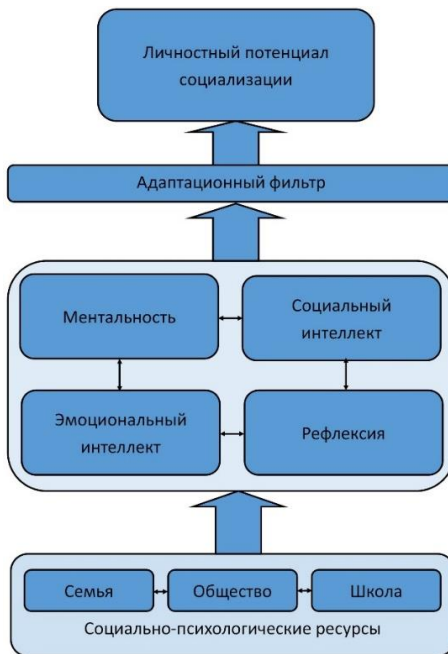 Личностный потенциал
социализации
Адаптационный фильтр
Ментальность
Социальный
интеллект
Эмоциональный
интеллект
Рефлексия
Семья
Общество
Школа
Социально-психологические ресурсы